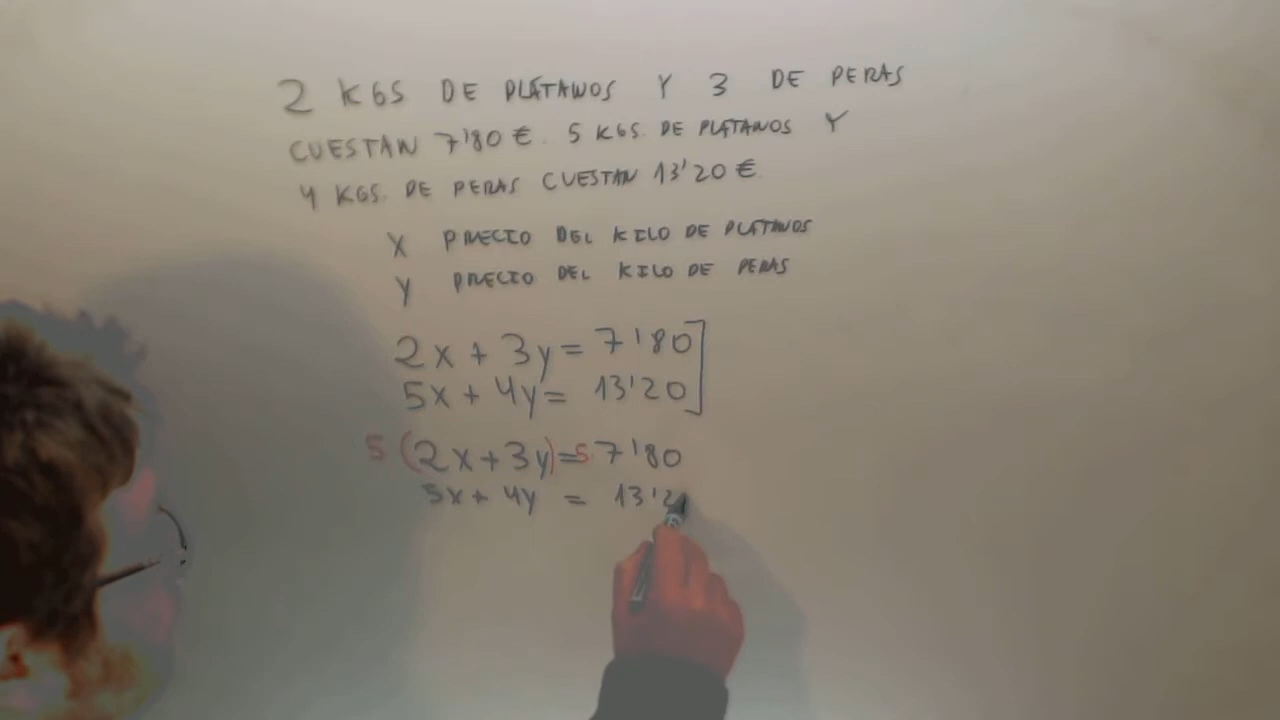 2 KGS DE PLÁTANOS Y 3 DE PERAS
CUESTAN 7'80 €. 5 KGS. DE PLÁTANOS Y
4 KGS. DE PERAS CUESTAN 13'20 €.
X PRECIO DEL KILO DE PLÁTANOS
Y PRECIO DEL KILO DE PERAS
2x + 3y = 7'80]
5x + 4y = 13'20]
5 (2x + 3y) = 5·7'80
5x + 4y = 13'2